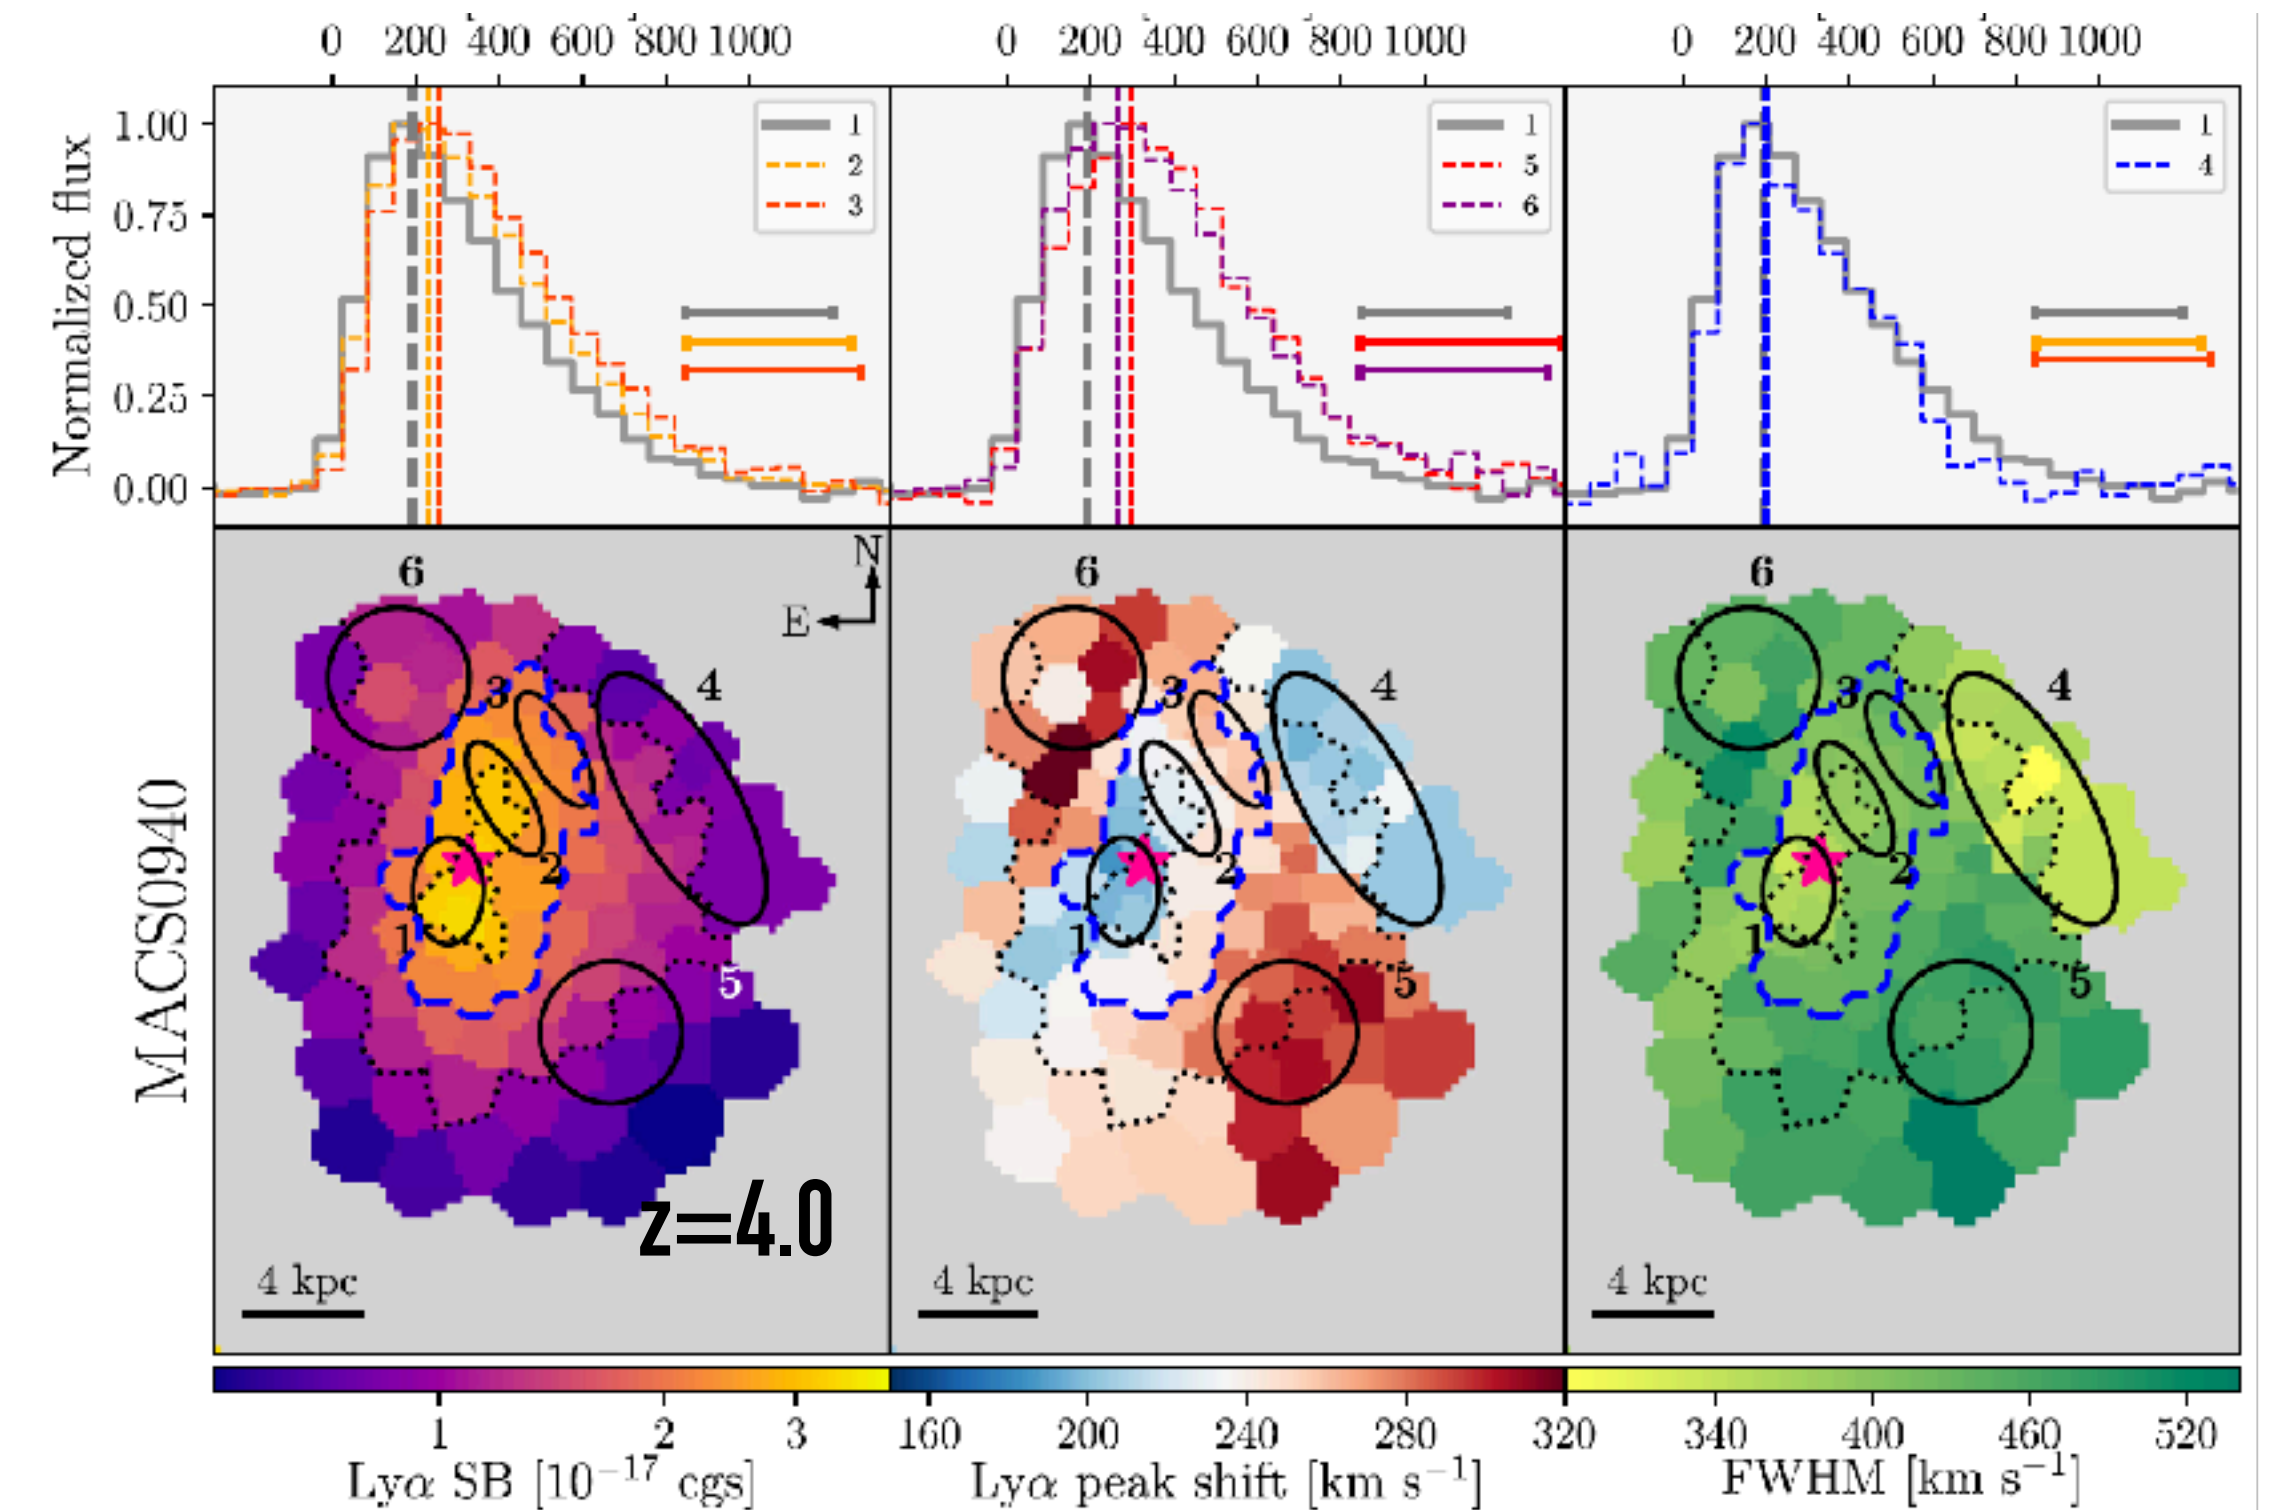 0 200 400 600 800 1000 0 200 400 600 800 1000 0 200 400 600 800 1000
Normalized flux
1.00
0.75
0.50
0.25
0.00
1
2
3
1
5
6
1
4
MACS0940
6
3
4
2
1
5
N
E
z=4.0
4 kpc
6
3
4
2
1
5
4 kpc
6
3
4
2
1
5
4 kpc
1 2 3 160 200 240 280 320 340 400 460 520
Lyα SB [10⁻¹⁷ cgs] Lyα peak shift [km s⁻¹] FWHM [km s⁻¹]